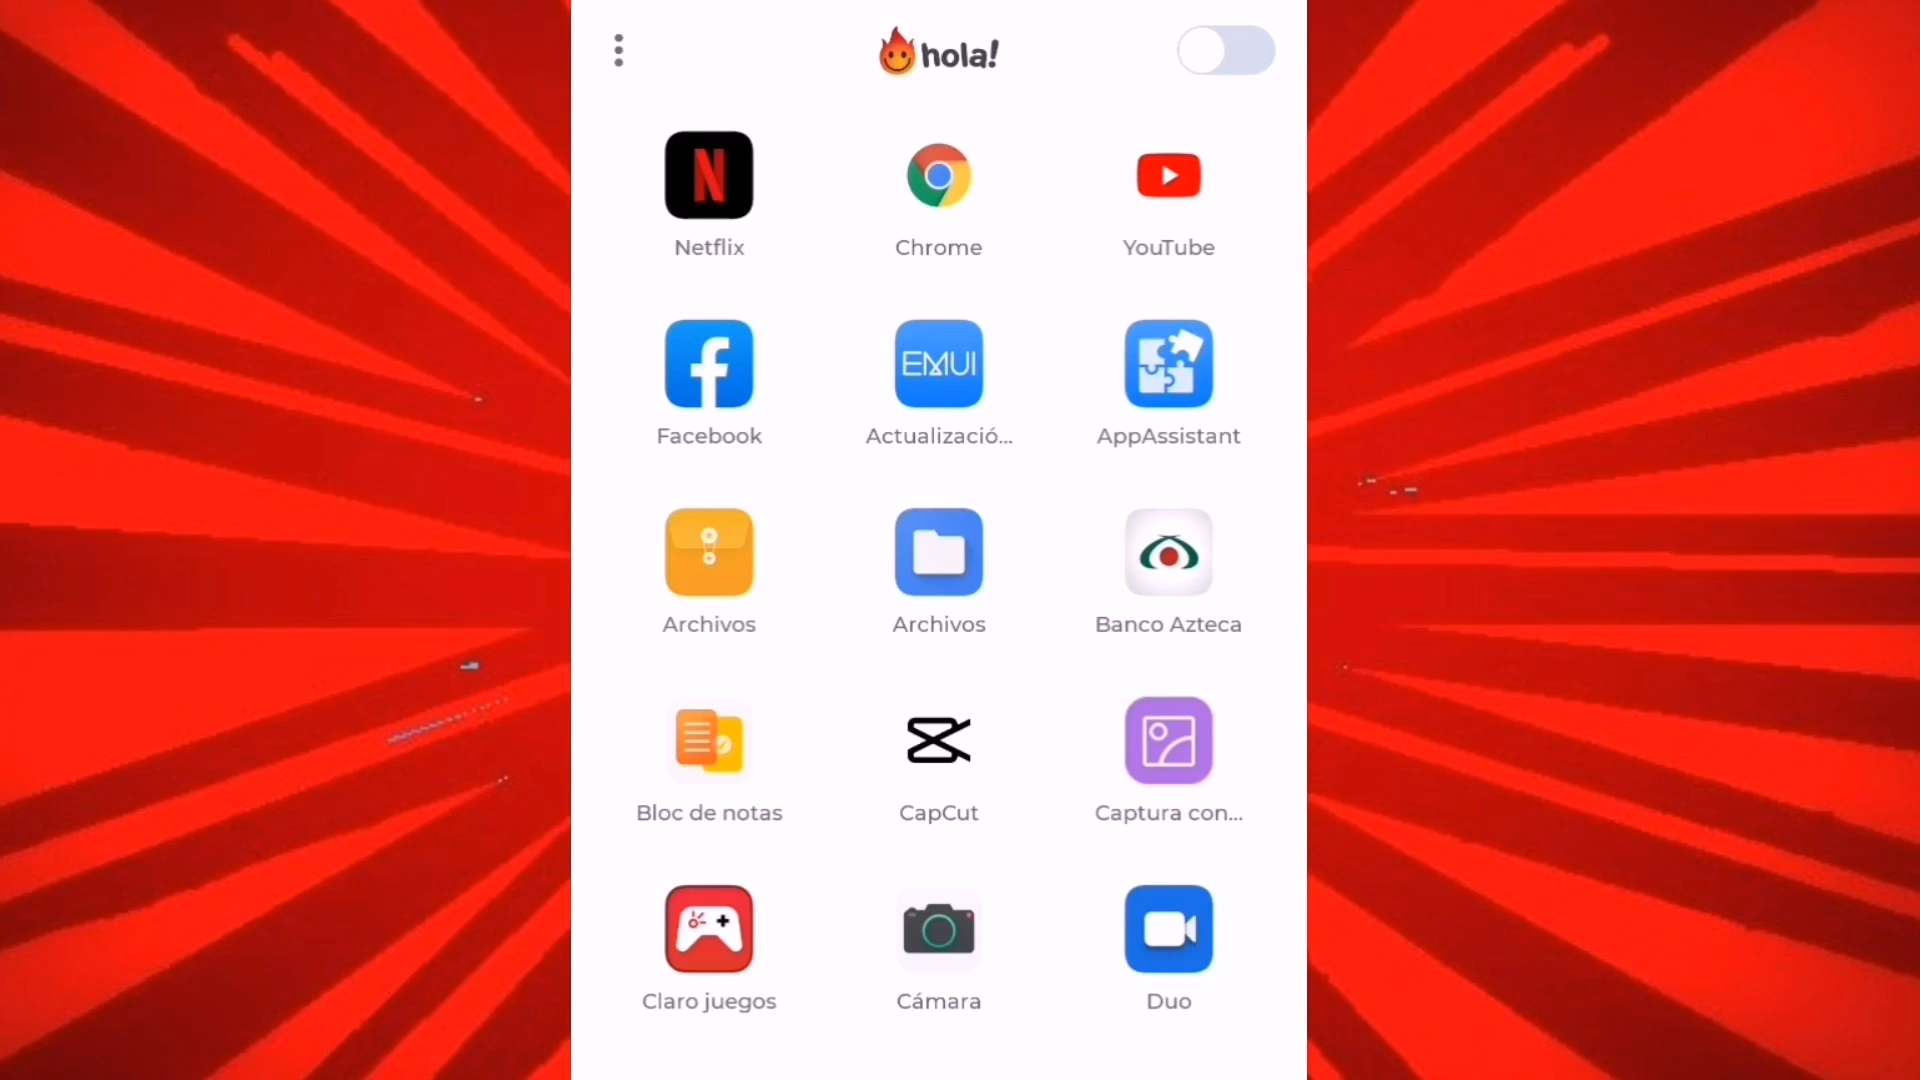 hola!
Netflix
Chrome
YouTube
EMUI
Facebook
Actualizació...
AppAssistant
Archivos
Archivos
Banco Azteca
Bloc de notas
CapCut
Captura con...
Claro juegos
Cámara
Duo